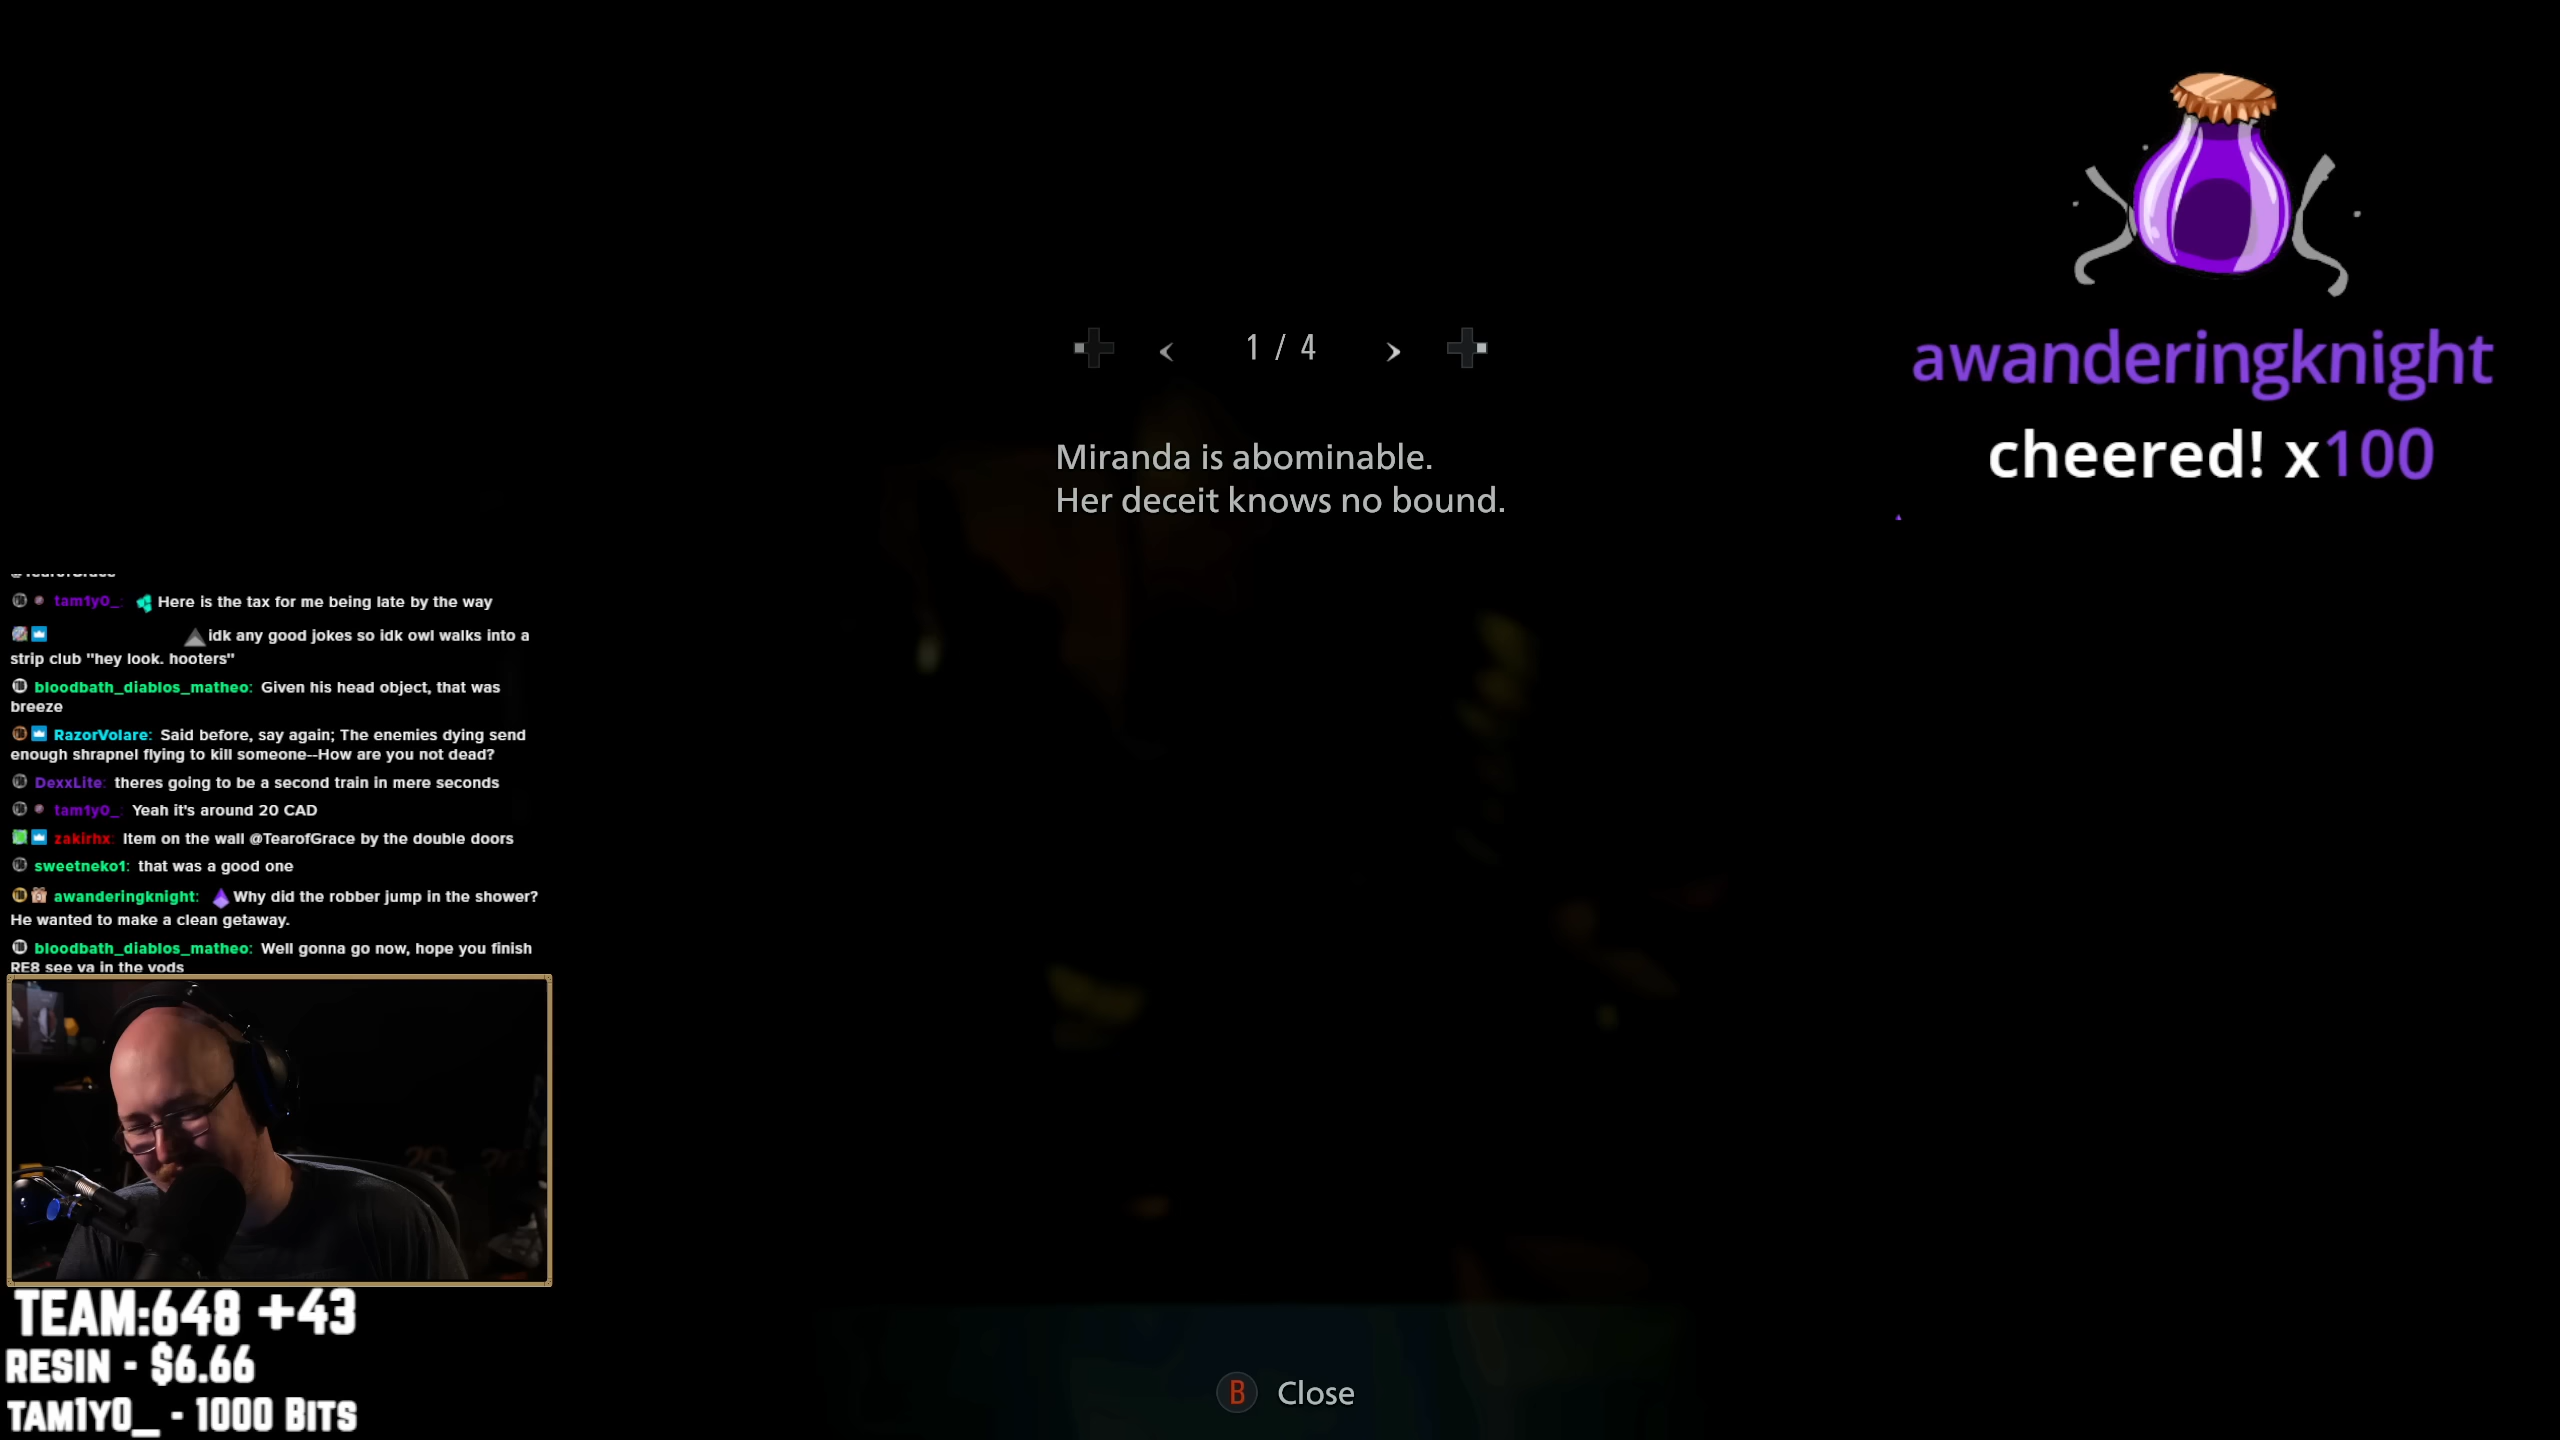 1 / 4
Miranda is abominable.
Her deceit knows no bound.
awanderingknight
cheered! x100
tam1y0_: Here is the tax for me being late by the way
idk any good jokes so idk owl walks into a
strip club "hey look. hooters"
bloodbath_diablos_matheo: Given his head object, that was
breeze
RazorVolare: Said before, say again; The enemies dying send
enough shrapnel flying to kill someone--How are you not dead?
DexxLite: theres going to be a second train in mere seconds
tam1y0_: Yeah it's around 20 CAD
zakirhx: Item on the wall @TearofGrace by the double doors
sweetneko1: that was a good one
awanderingknight: Why did the robber jump in the shower?
He wanted to make a clean getaway.
bloodbath_diablos_matheo: Well gonna go now, hope you finish
RE8 see ya in the vods
TEAM:648 +43
RESIN - $6.66
TAM1Y0_ - 1000 BITS
B Close